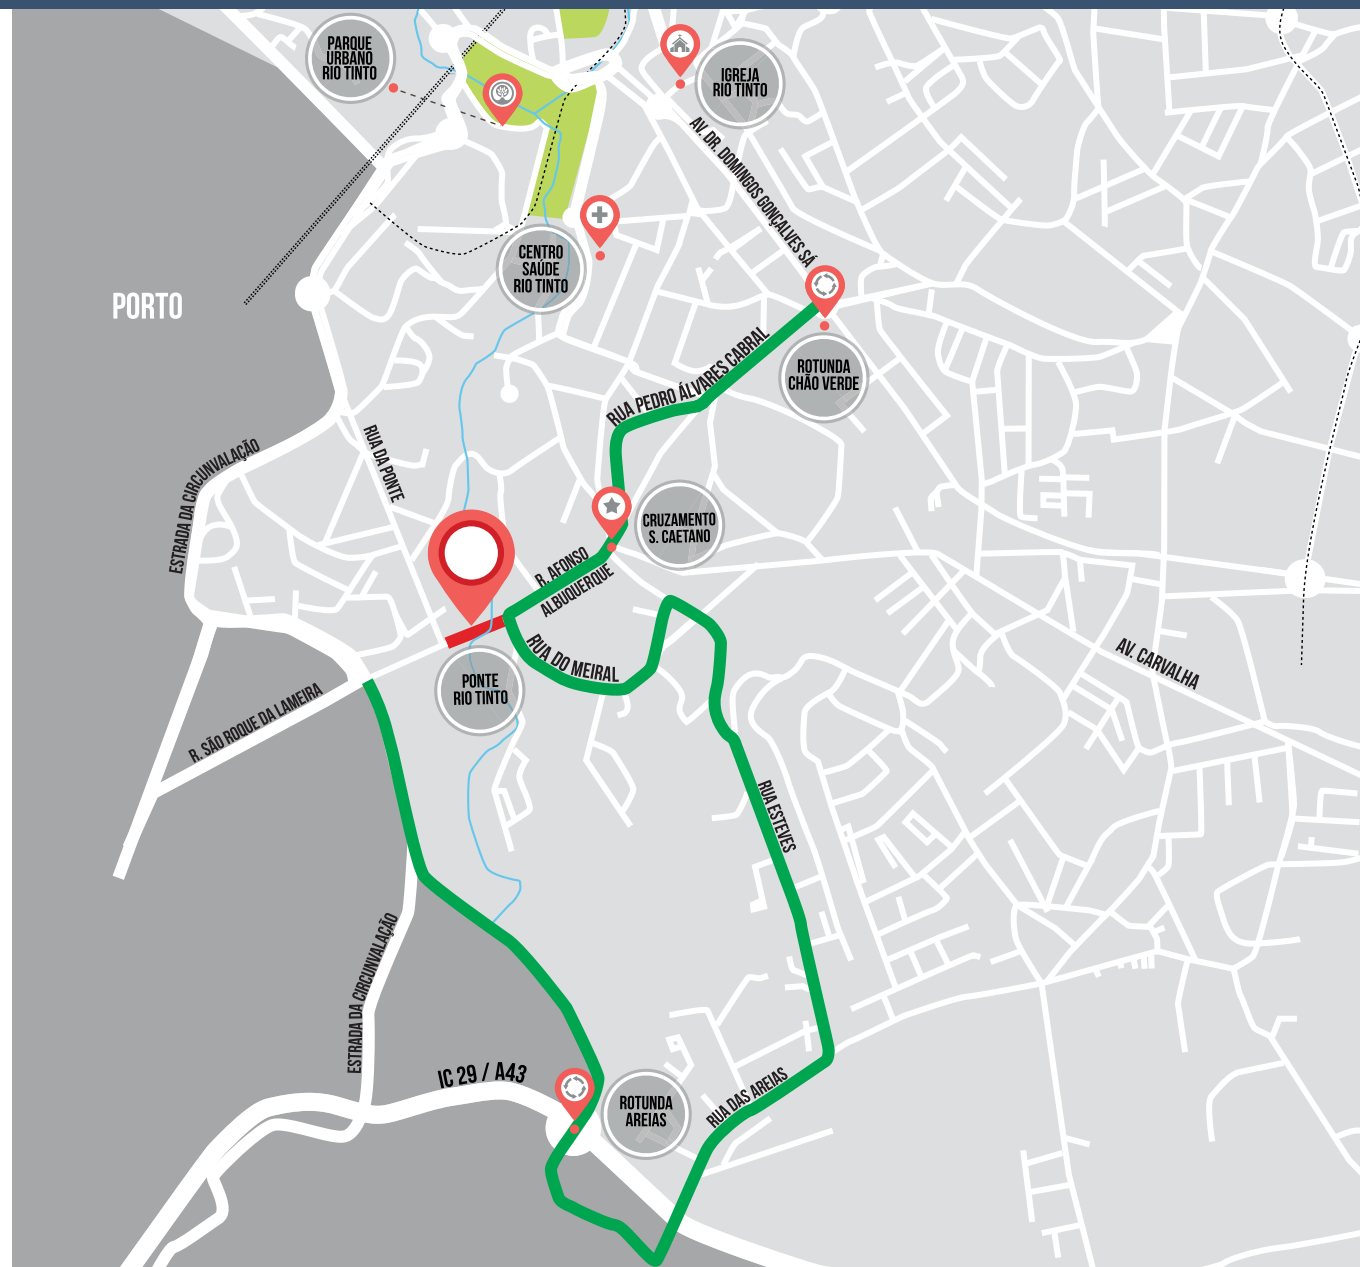 PARQUE
URBANO
RIO TINTO
IGREJA
RIO TINTO
AV. DR. DOMINGOS GONÇALVES SÁ
CENTRO
SAÚDE
RIO TINTO
PORTO
RUA PEDRO ÁLVARES CABRAL
ROTUNDA
CHÃO VERDE
ESTRADA DA CIRCUNVALAÇÃO
RUA DA PONTE
CRUZAMENTO
S. CAETANO
R. AFONSO
ALBUQUERQUE
RUA DO MEIRAL
AV. CARVALHA
PONTE
RIO TINTO
R. SÃO ROQUE DA LAMEIRA
RUA ESTEVES
ESTRADA DA CIRCUNVALAÇÃO
IC 29 / A43
ROTUNDA
AREIAS
RUA DAS AREIAS